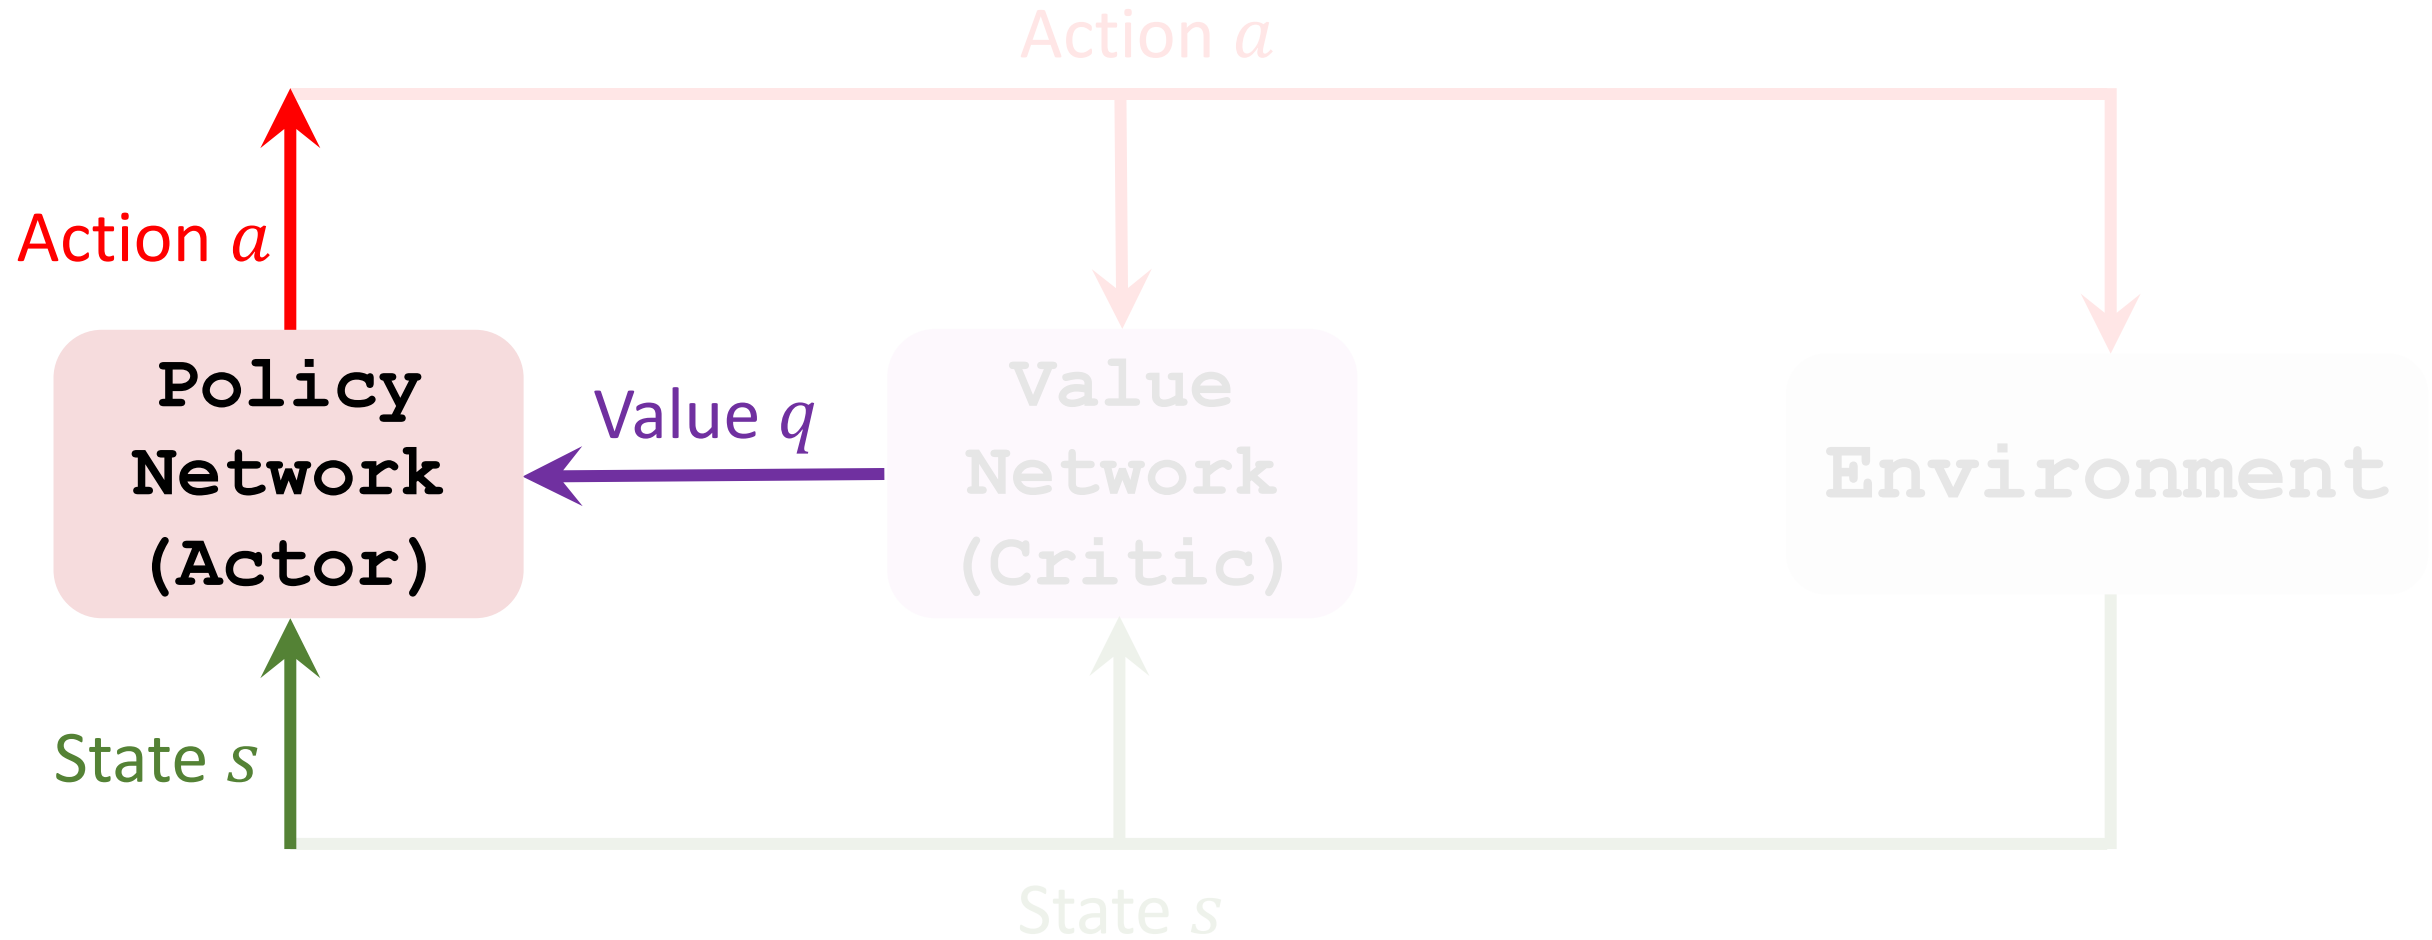 Action a
Action a
Policy
Network
(Actor)
Value q
Value
Network
(Critic)
Environment
State s
State s